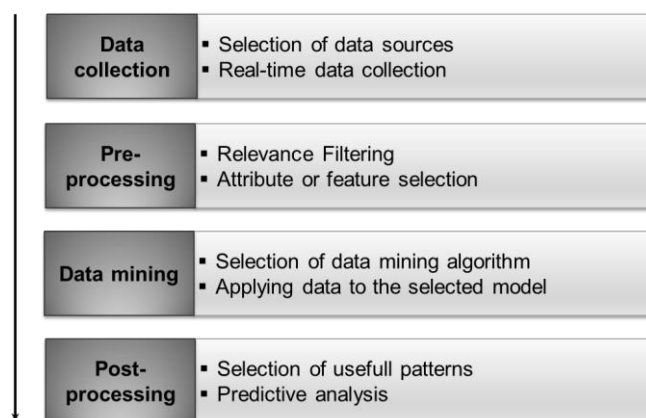 Data
collection
▪ Selection of data sources
▪ Real-time data collection
Pre-
processing
▪ Relevance Filtering
▪ Attribute or feature selection
Data mining
▪ Selection of data mining algorithm
▪ Applying data to the selected model
Post-
processing
▪ Selection of usefull patterns
▪ Predictive analysis